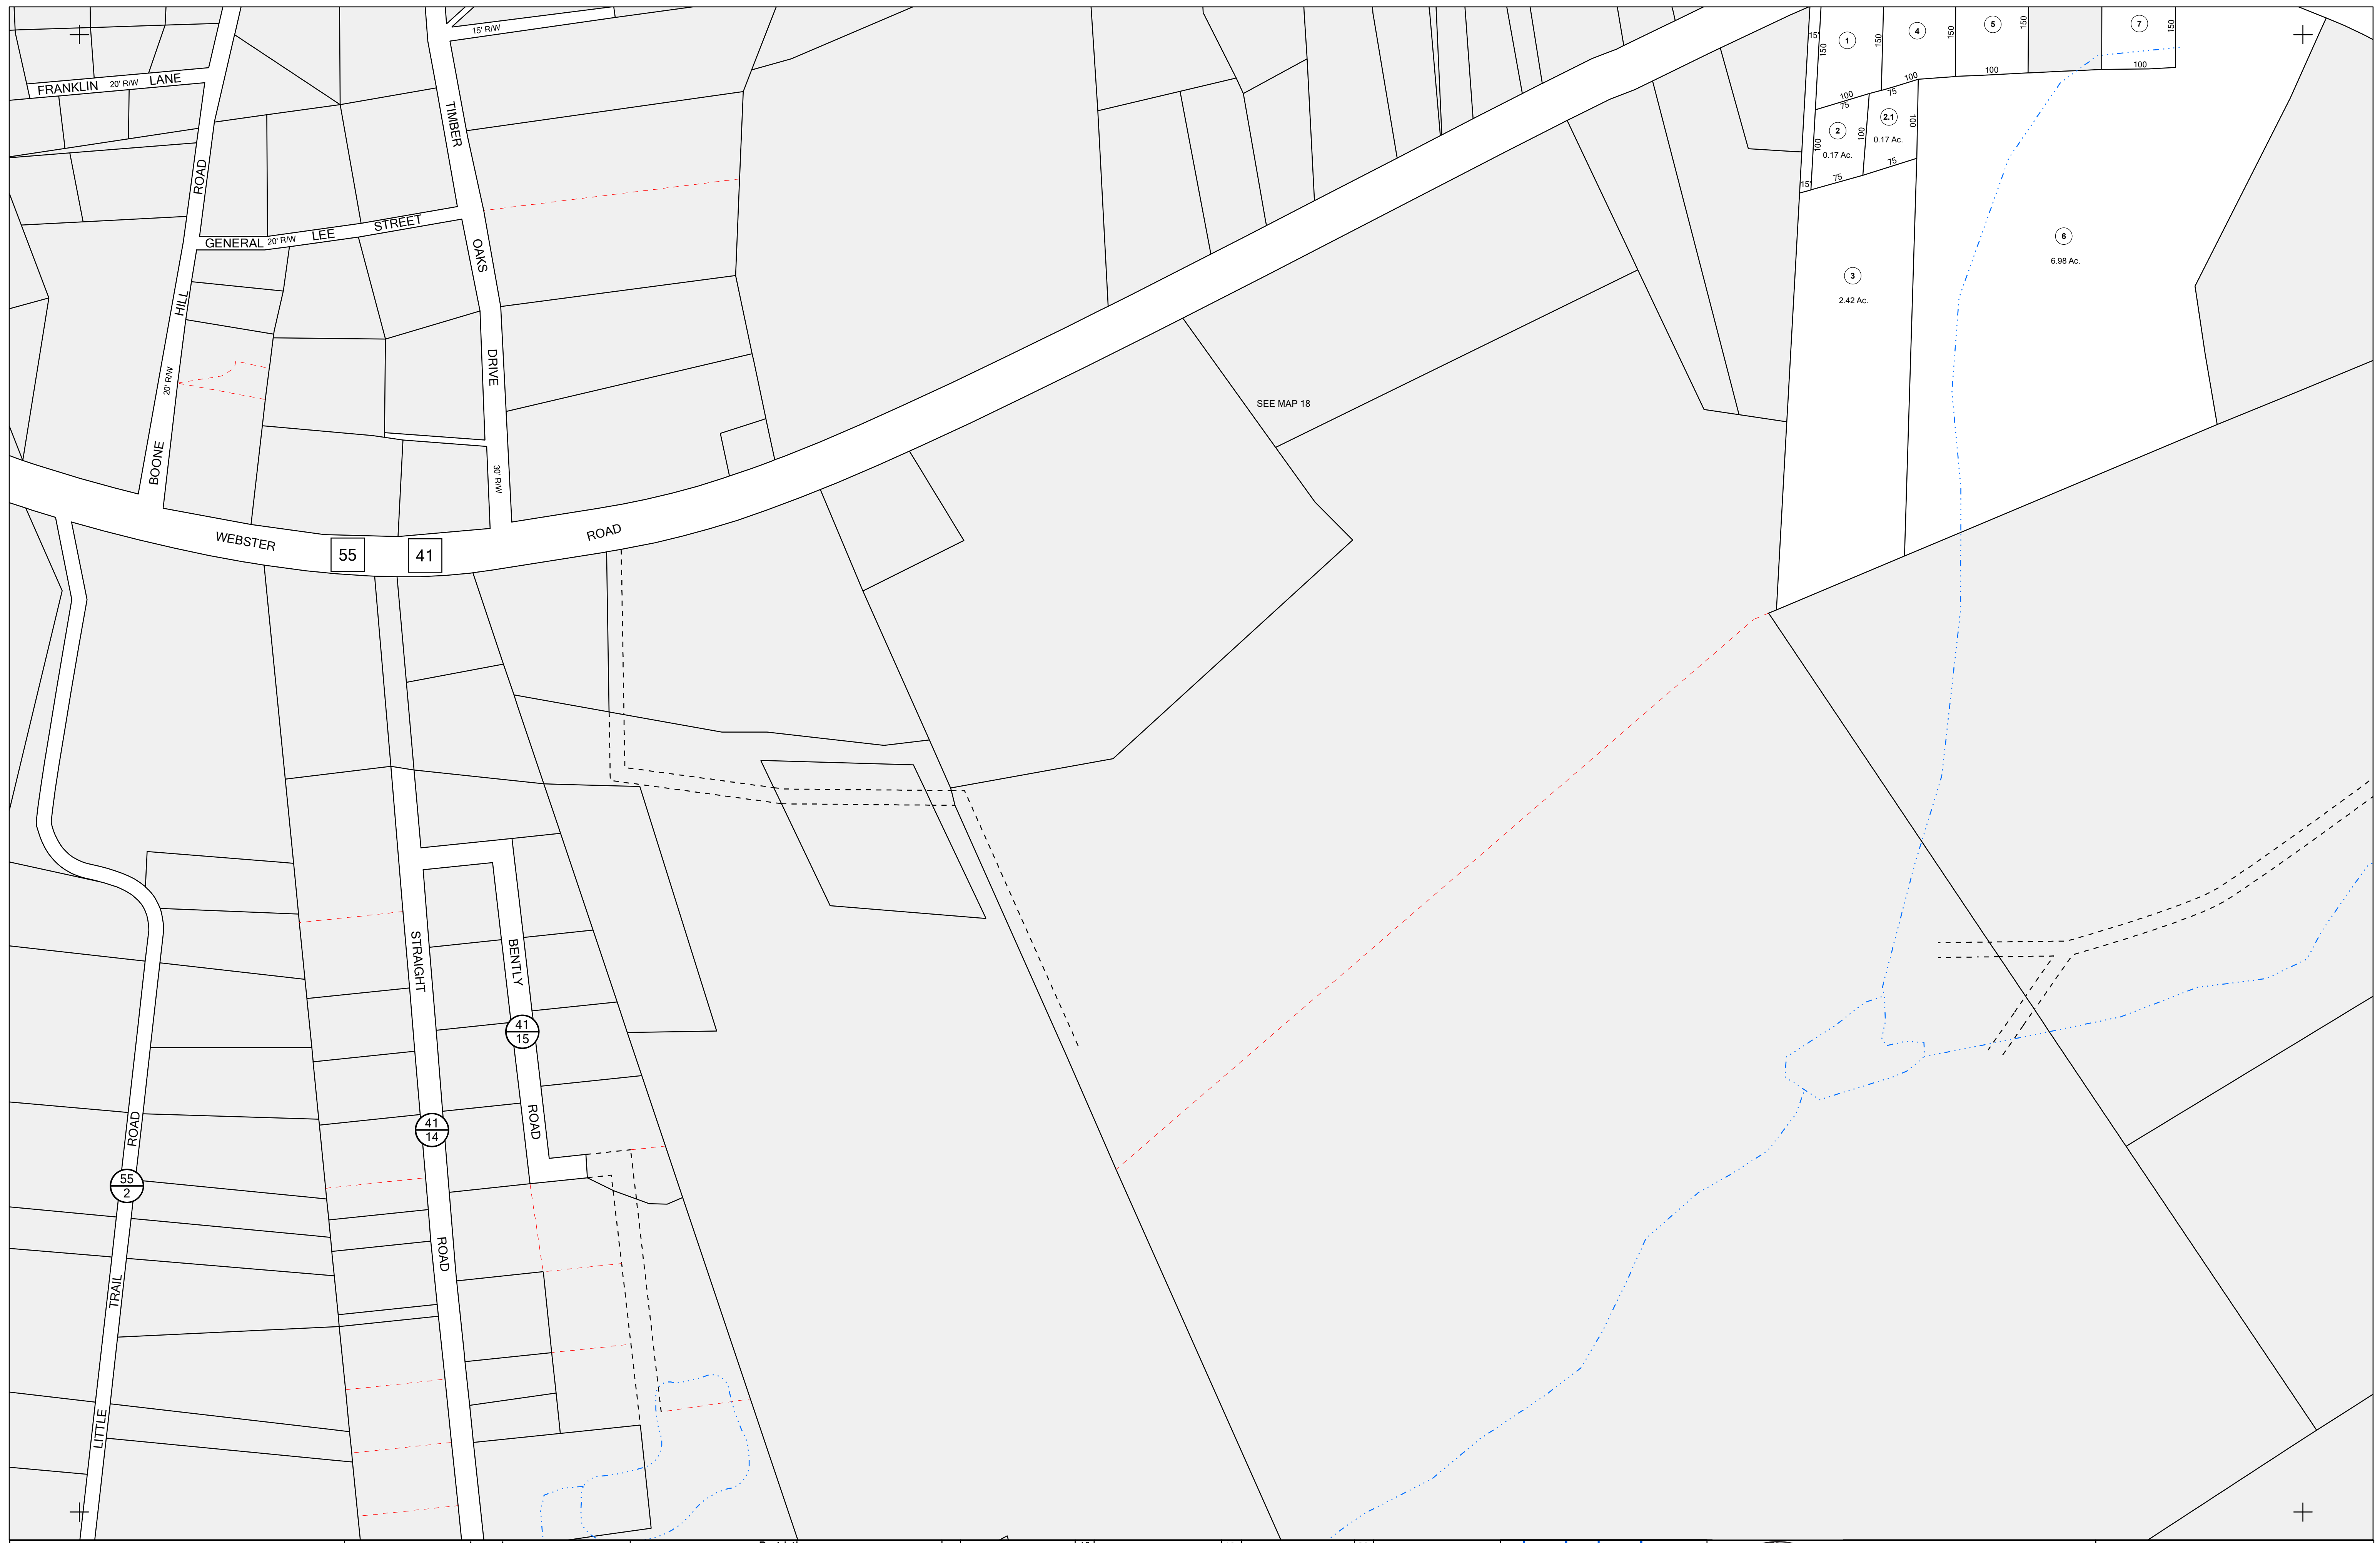 15' R/W
FRANKLIN 20' R/W LANE
TIMBER OAKS DRIVE
30' R/W
BOONE HILL ROAD
20' R/W
GENERAL 20' R/W LEE STREET
WEBSTER 55 41 ROAD
SEE MAP 18
15'
150
1
150
4
150
5
150
7
150
100
100
100
100
75
75
2
0.17 Ac.
100
100
2.1
0.17 Ac.
100
15'
75
75
3
2.42 Ac.
6
6.98 Ac.
STRAIGHT
41
14
ROAD
BENTLY
41
15
ROAD
LITTLE TRAIL
55
2
ROAD